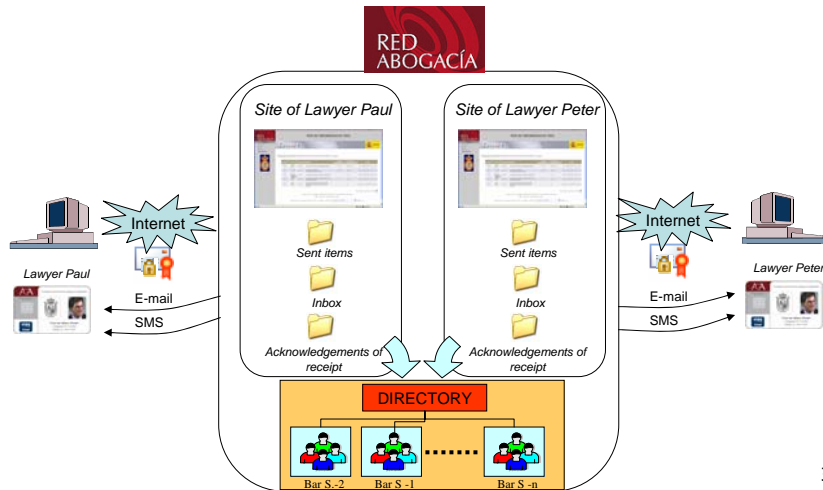 RED
ABOGACÍA
Site of Lawyer Paul
Site of Lawyer Peter
Internet
Internet
Sent items
Sent items
Lawyer Paul
Lawyer Peter
E-mail
E-mail
Inbox
Inbox
SMS
SMS
Acknowledgements of
receipt
Acknowledgements of
receipt
DIRECTORY
Bar S.-2
Bar S -1
Bar S -n